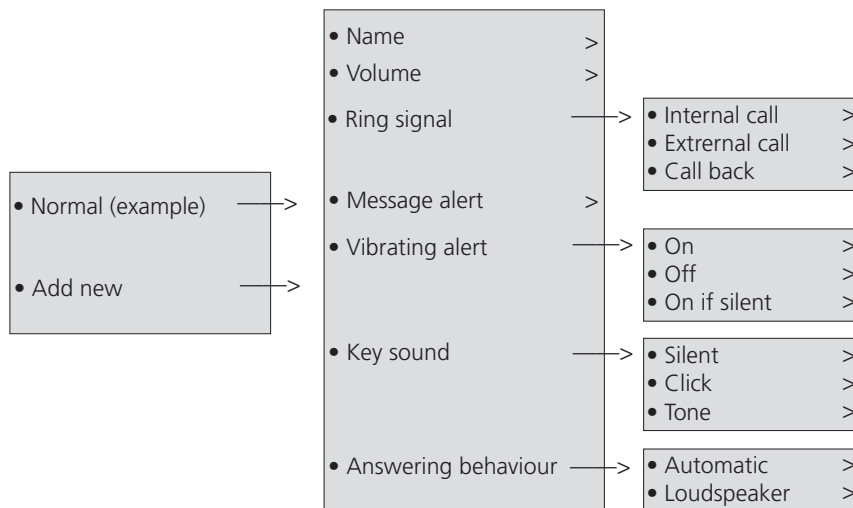 • Normal (example) —>
• Add new —>
• Name >
• Volume >
• Ring signal —>
• Message alert >
• Vibrating alert —>
• Key sound —>
• Answering behaviour —>
• Internal call >
• Extrernal call >
• Call back >
• On >
• Off >
• On if silent >
• Silent >
• Click >
• Tone >
• Automatic >
• Loudspeaker >